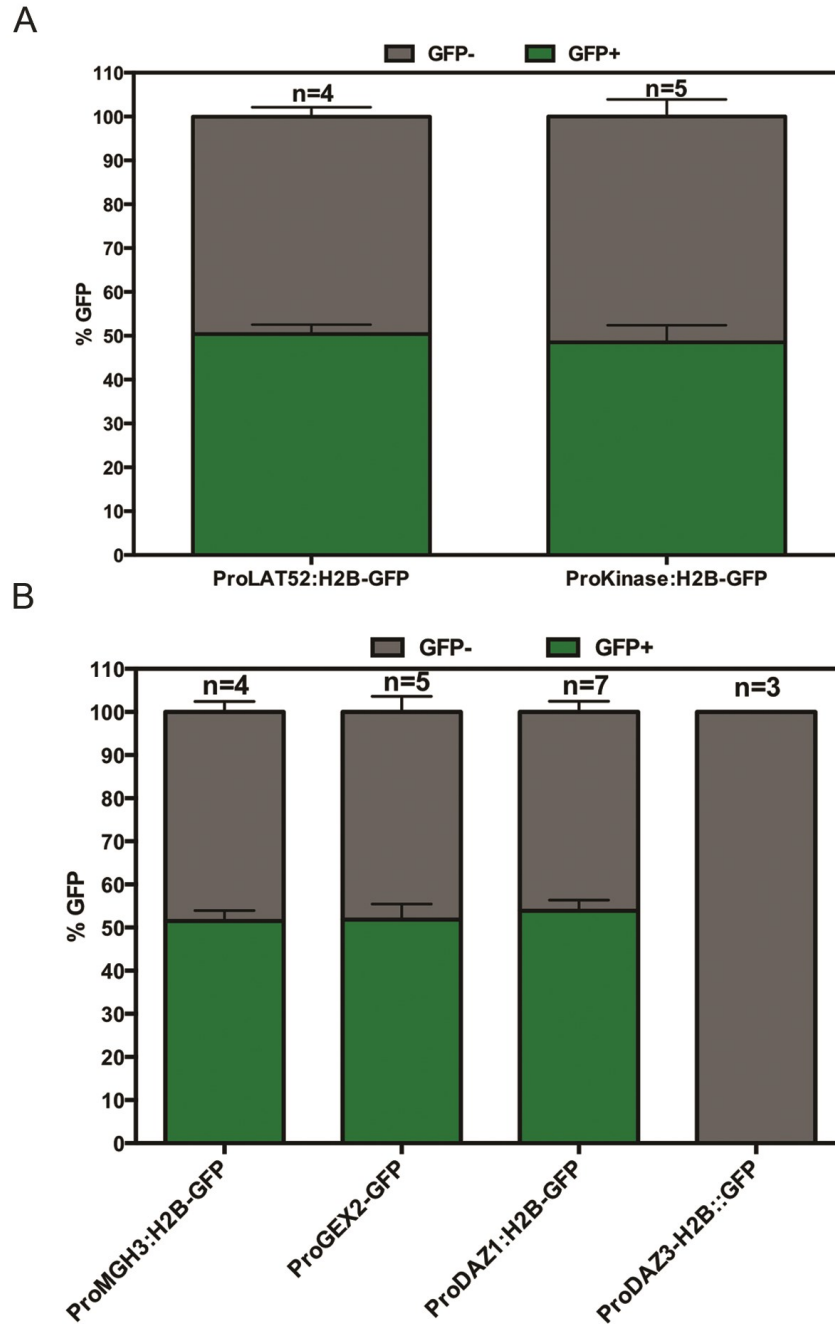 A
GFP- GFP+
110
100
90
80
70
60
50
40
30
20
10
0
% GFP
n=4 n=5
ProLAT52:H2B-GFP ProKinase:H2B-GFP
B
GFP- GFP+
110
100
90
80
70
60
50
40
30
20
10
0
% GFP
n=4 n=5 n=7 n=3
ProMGH3:H2B-GFP
ProGEX2-GFP
ProDAZ1:H2B-GFP
ProDAZ3-H2B::GFP